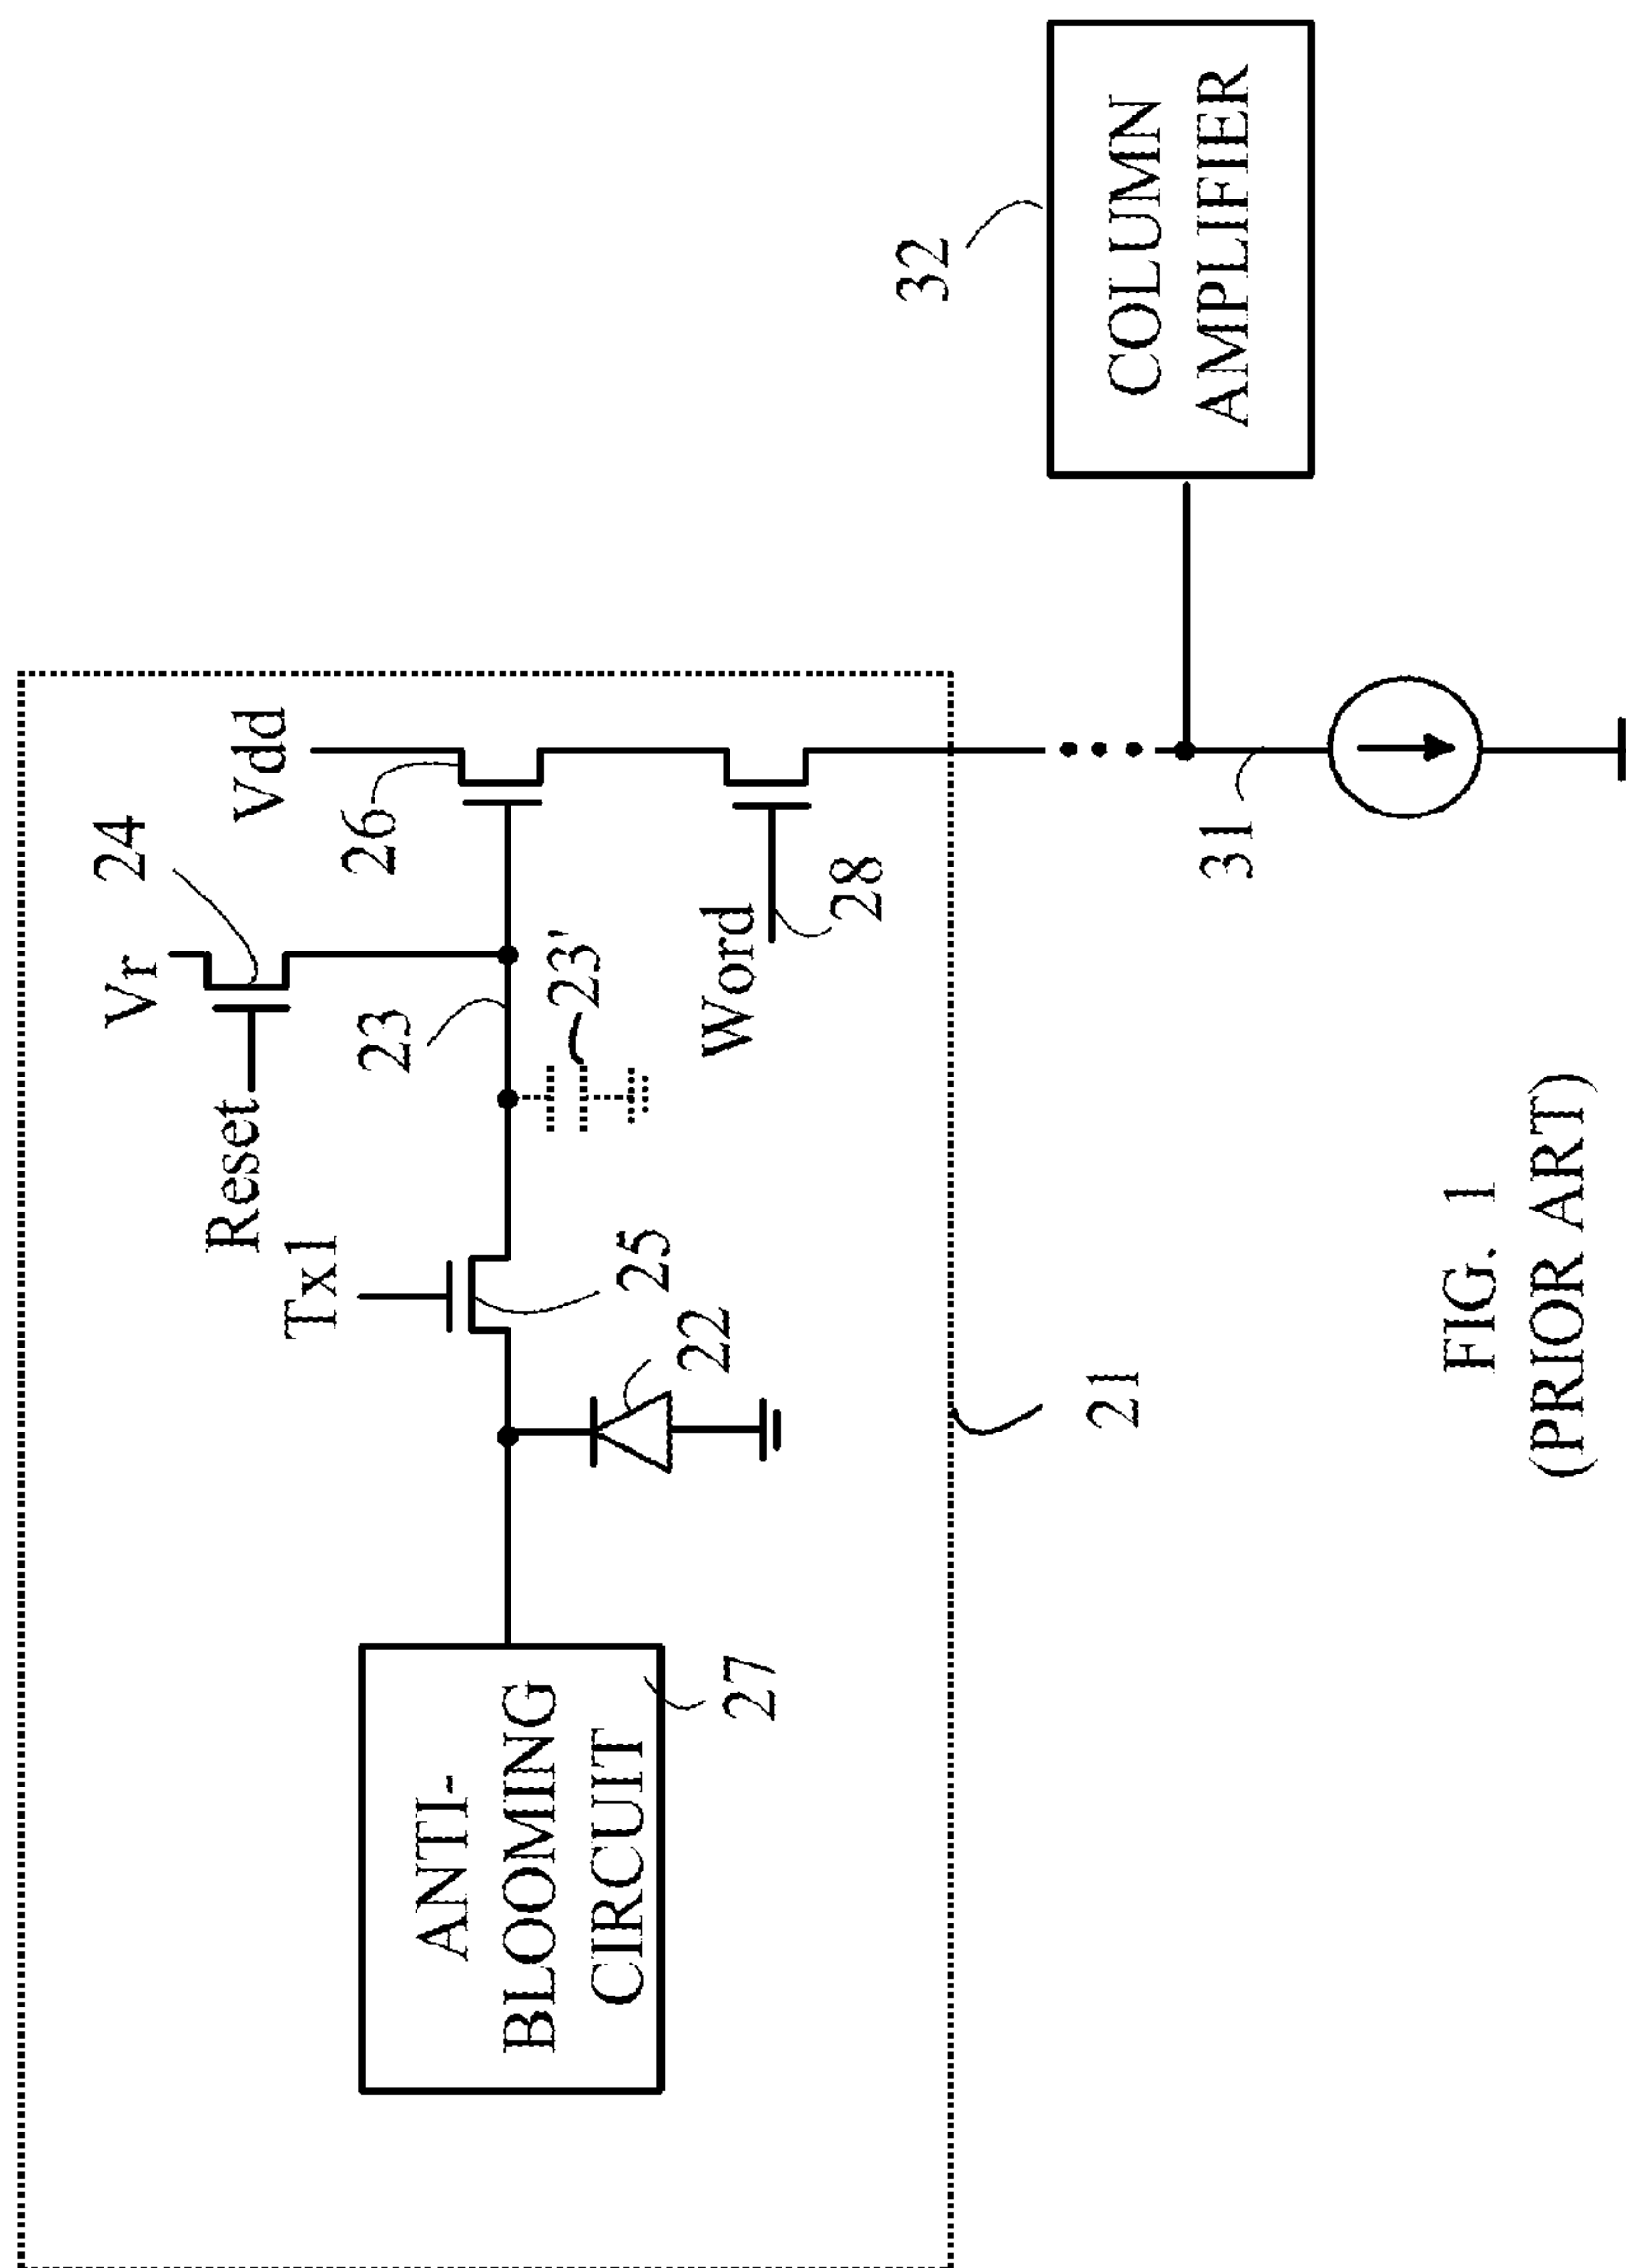 Vr
24
Vdd
Reset
Tx1
26
23
23'
ANTI-
BLOOMING
CIRCUIT
25
22
27
Word
28
32
COLUMN
AMPLIFIER
21
31
FIG. 1
(PRIOR ART)